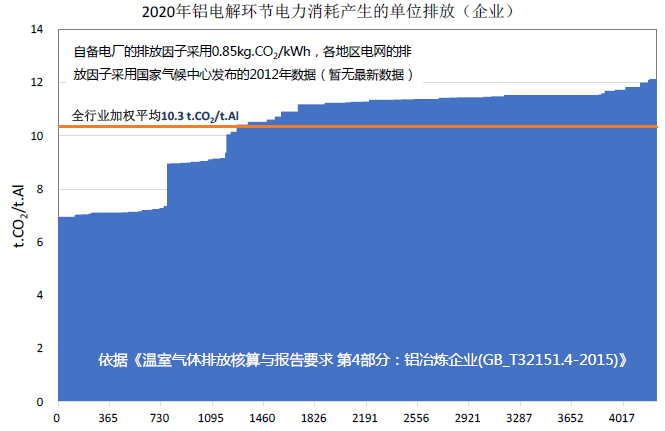 2020年铝电解环节电力消耗产生的单位排放（企业）
自备电厂的排放因子采用0.85kg.CO₂/kWh，各地区电网的排
放因子采用国家气候中心发布的2012年数据（暂无最新数据）
全行业加权平均10.3 t.CO₂/t.Al
t.CO₂/t.Al
14
12
10
8
6
4
2
0
依据《温室气体排放核算与报告要求 第4部分：铝冶炼企业(GB_T32151.4-2015)》
0 365 730 1095 1460 1826 2191 2556 2922 3287 3652 4017